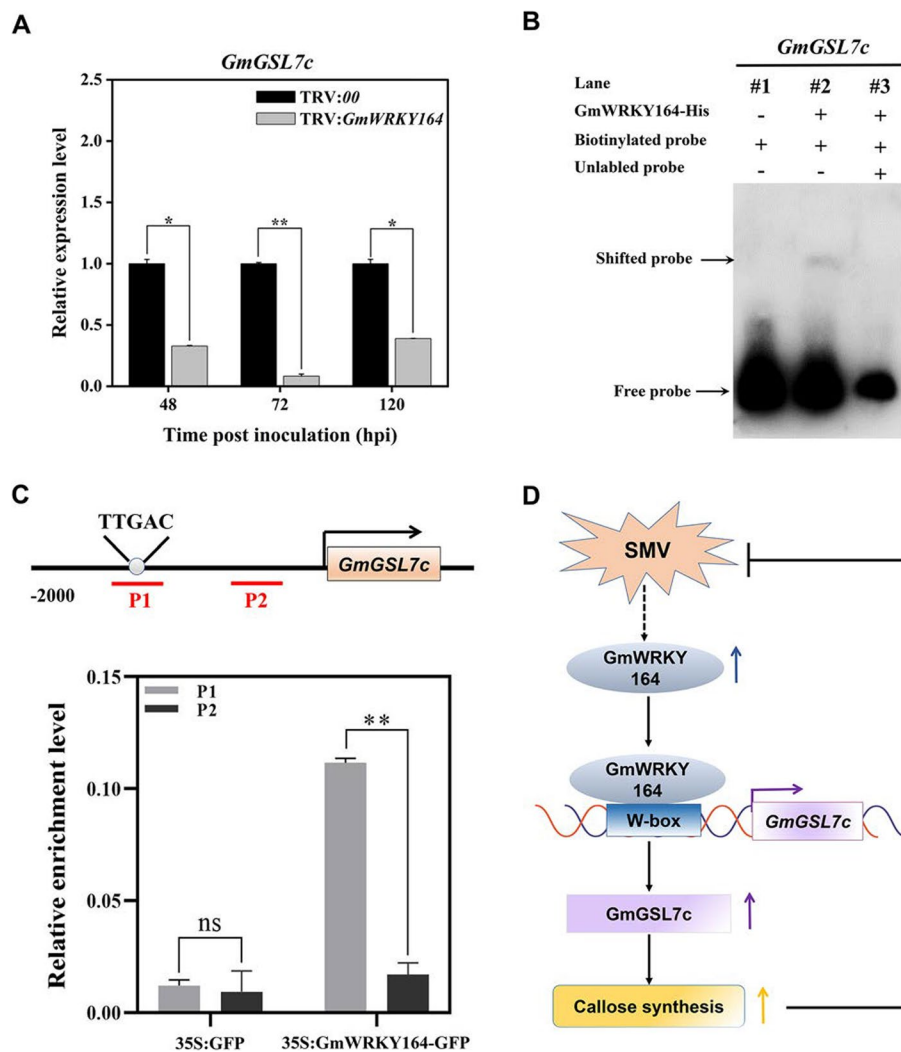 A
GmGSL7c
TRV:00
TRV:GmWRKY164
Relative expression level
2.5
2.0
1.5
1.0
0.5
0.0
*
**
*
48
72
120
Time post inoculation (hpi)
B
GmGSL7c
Lane #1 #2 #3
GmWRKY164-His - + +
Biotinylated probe + + +
Unlabled probe - - +
Shifted probe
Free probe
C
TTGAC
GmGSL7c
-2000
P1
P2
Relative enrichment level
0.15
0.10
0.05
0.00
P1
P2
ns
**
35S:GFP
35S:GmWRKY164-GFP
D
SMV
GmWRKY
164
GmWRKY
164
W-box
GmGSL7c
GmGSL7c
Callose synthesis